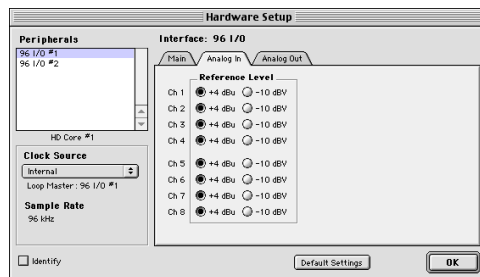 Hardware Setup
Peripherals
96 I/O #1
96 I/O #2
HD Core #1
Clock Source
Internal
Loop Master: 96 I/O #1
Sample Rate
96 kHz
Identify
Interface: 96 I/O
Main
Analog In
Analog Out
Reference Level
Ch 1 +4 dBu -10 dBV
Ch 2 +4 dBu -10 dBV
Ch 3 +4 dBu -10 dBV
Ch 4 +4 dBu -10 dBV
Ch 5 +4 dBu -10 dBV
Ch 6 +4 dBu -10 dBV
Ch 7 +4 dBu -10 dBV
Ch 8 +4 dBu -10 dBV
Default Settings
OK